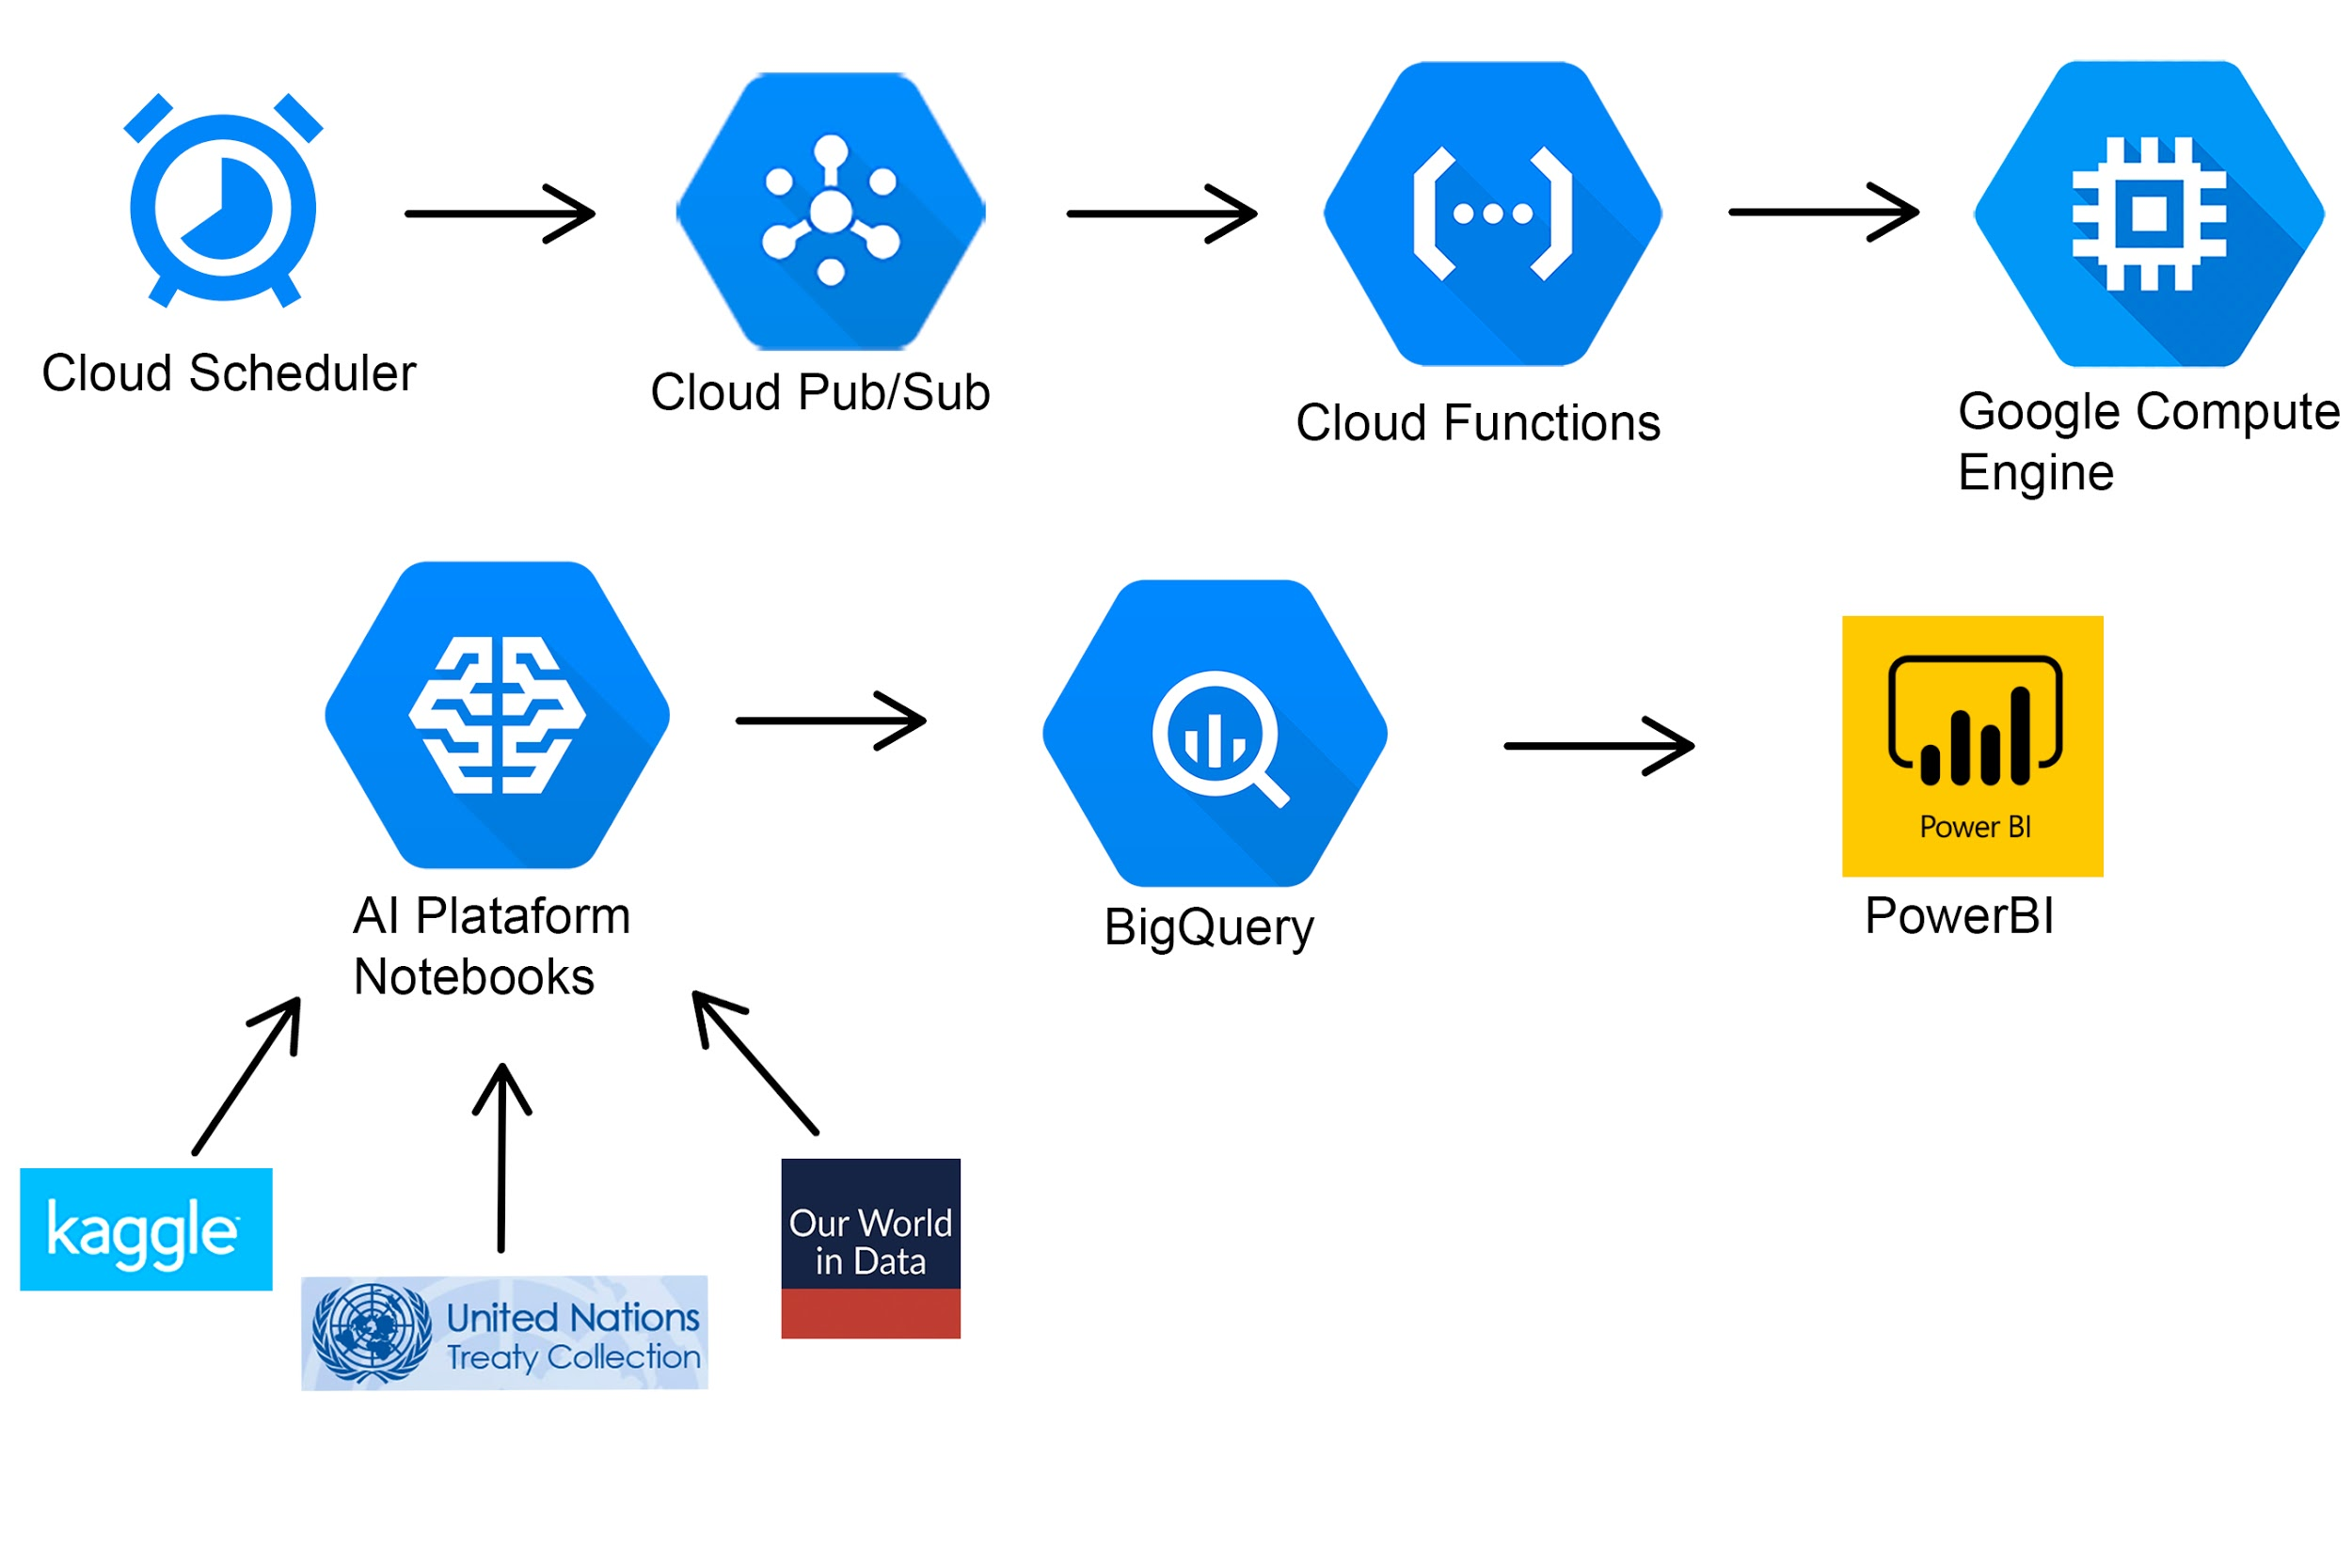 Cloud Scheduler
Cloud Pub/Sub
Cloud Functions
Google Compute
Engine
AI Plataform
Notebooks
BigQuery
Power BI
PowerBI
kaggle
United Nations
Treaty Collection
Our World
in Data